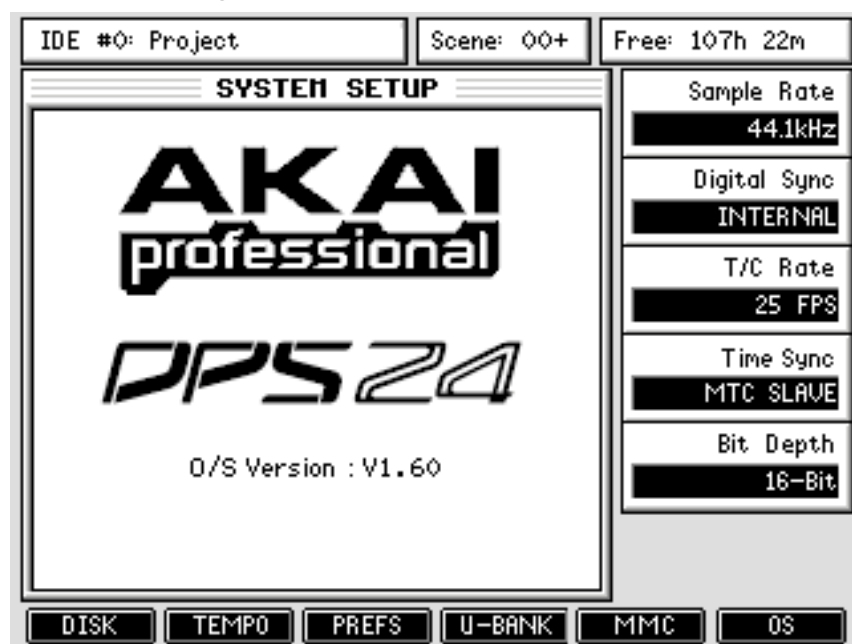 IDE #0: Project
Scene: 00+
Free: 107h 22m
SYSTEM SETUP
AKAI
professional
DPS24
O/S Version : V1.60
Sample Rate
44.1kHz
Digital Sync
INTERNAL
T/C Rate
25 FPS
Time Sync
MTC SLAVE
Bit Depth
16-Bit
DISK
TEMPO
PREFS
U-BANK
MMC
OS